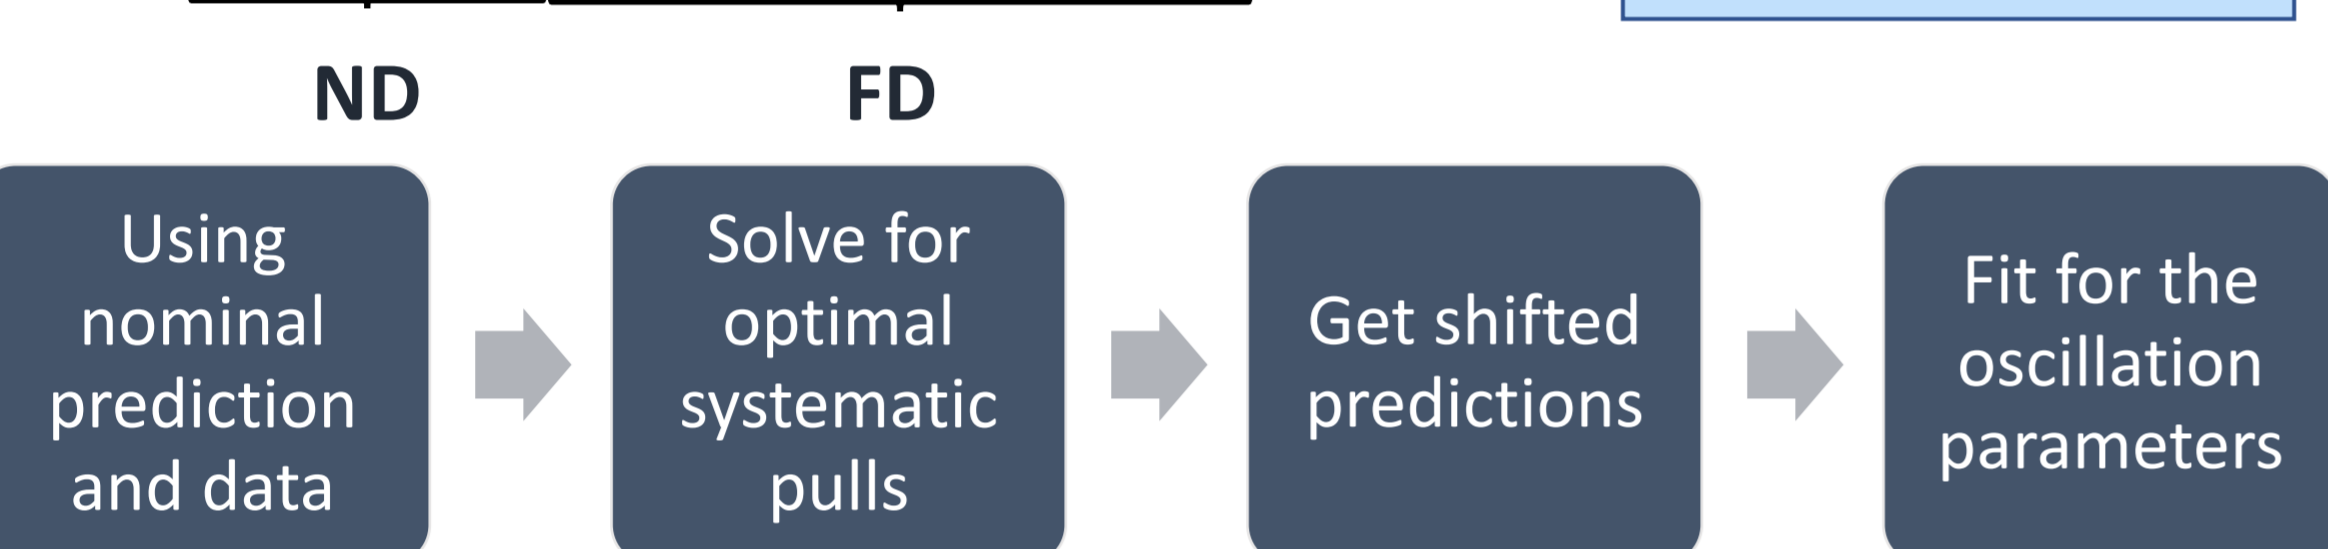 ND
FD
Using
nominal
prediction
and data
Solve for
optimal
systematic
pulls
Get shifted
predictions
Fit for the
oscillation
parameters